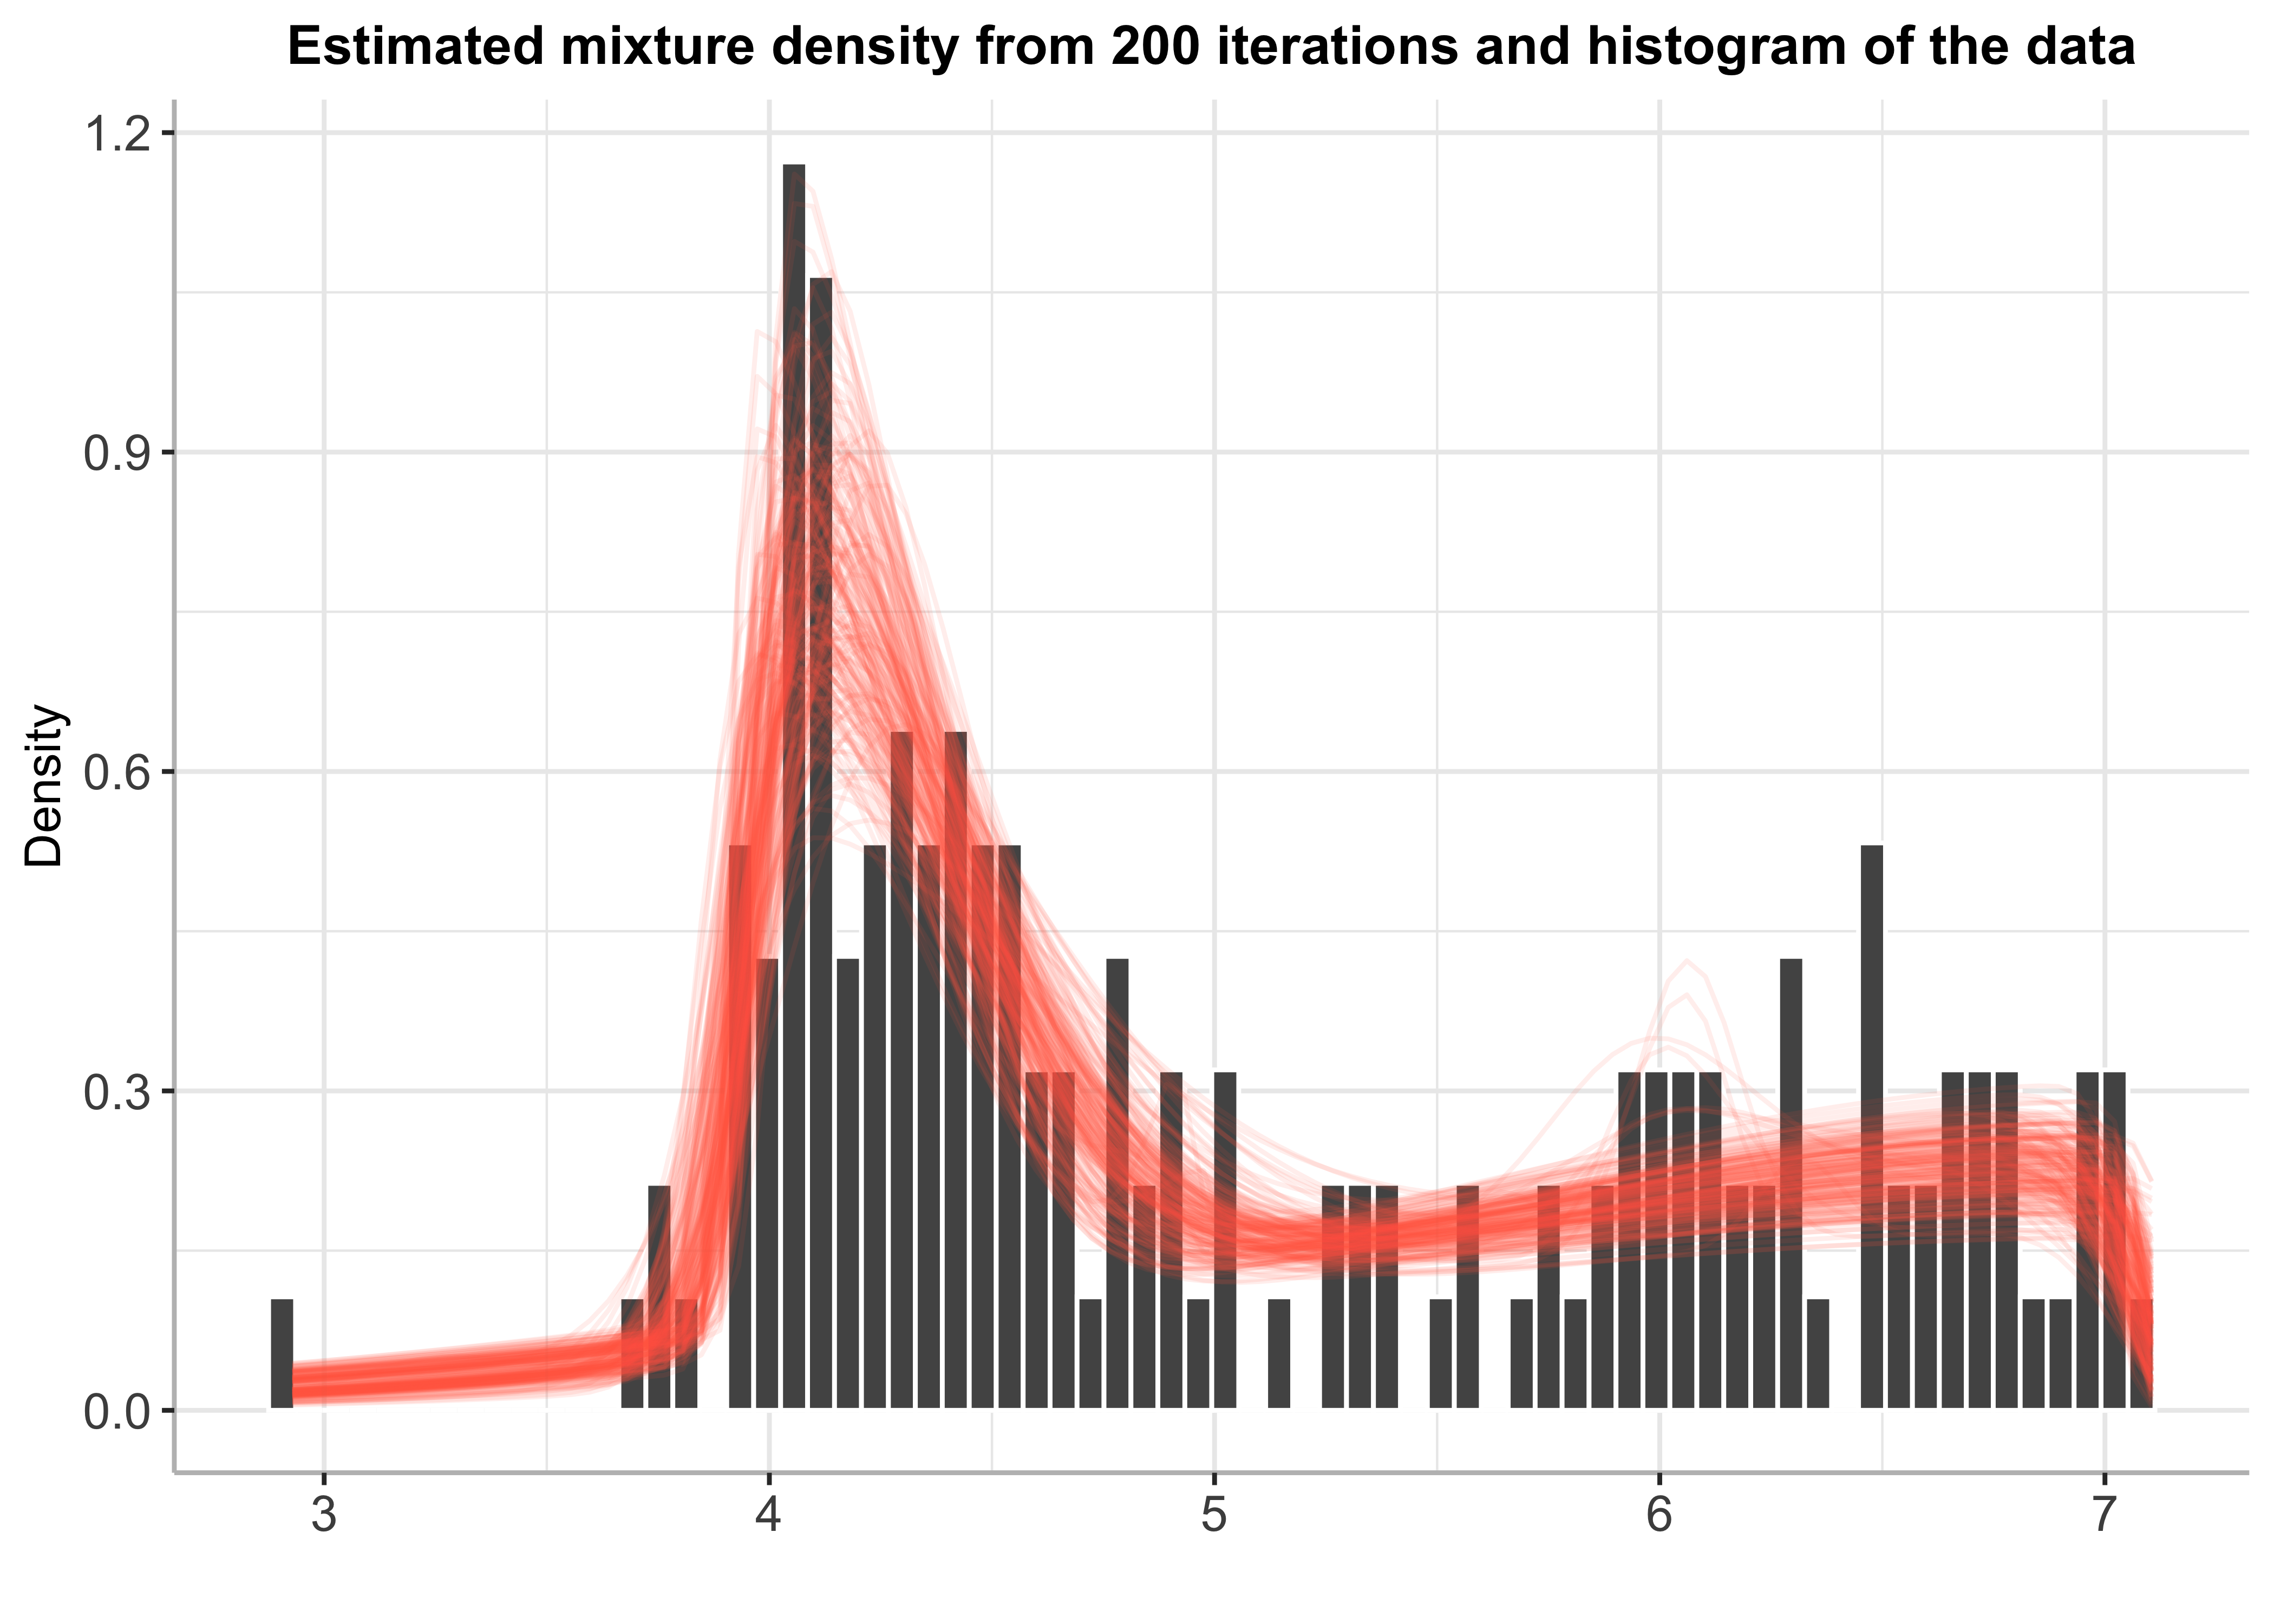 Estimated mixture density from 200 iterations and histogram of the data
1.2
0.9
0.6
0.3
0.0
Density
3 4 5 6 7